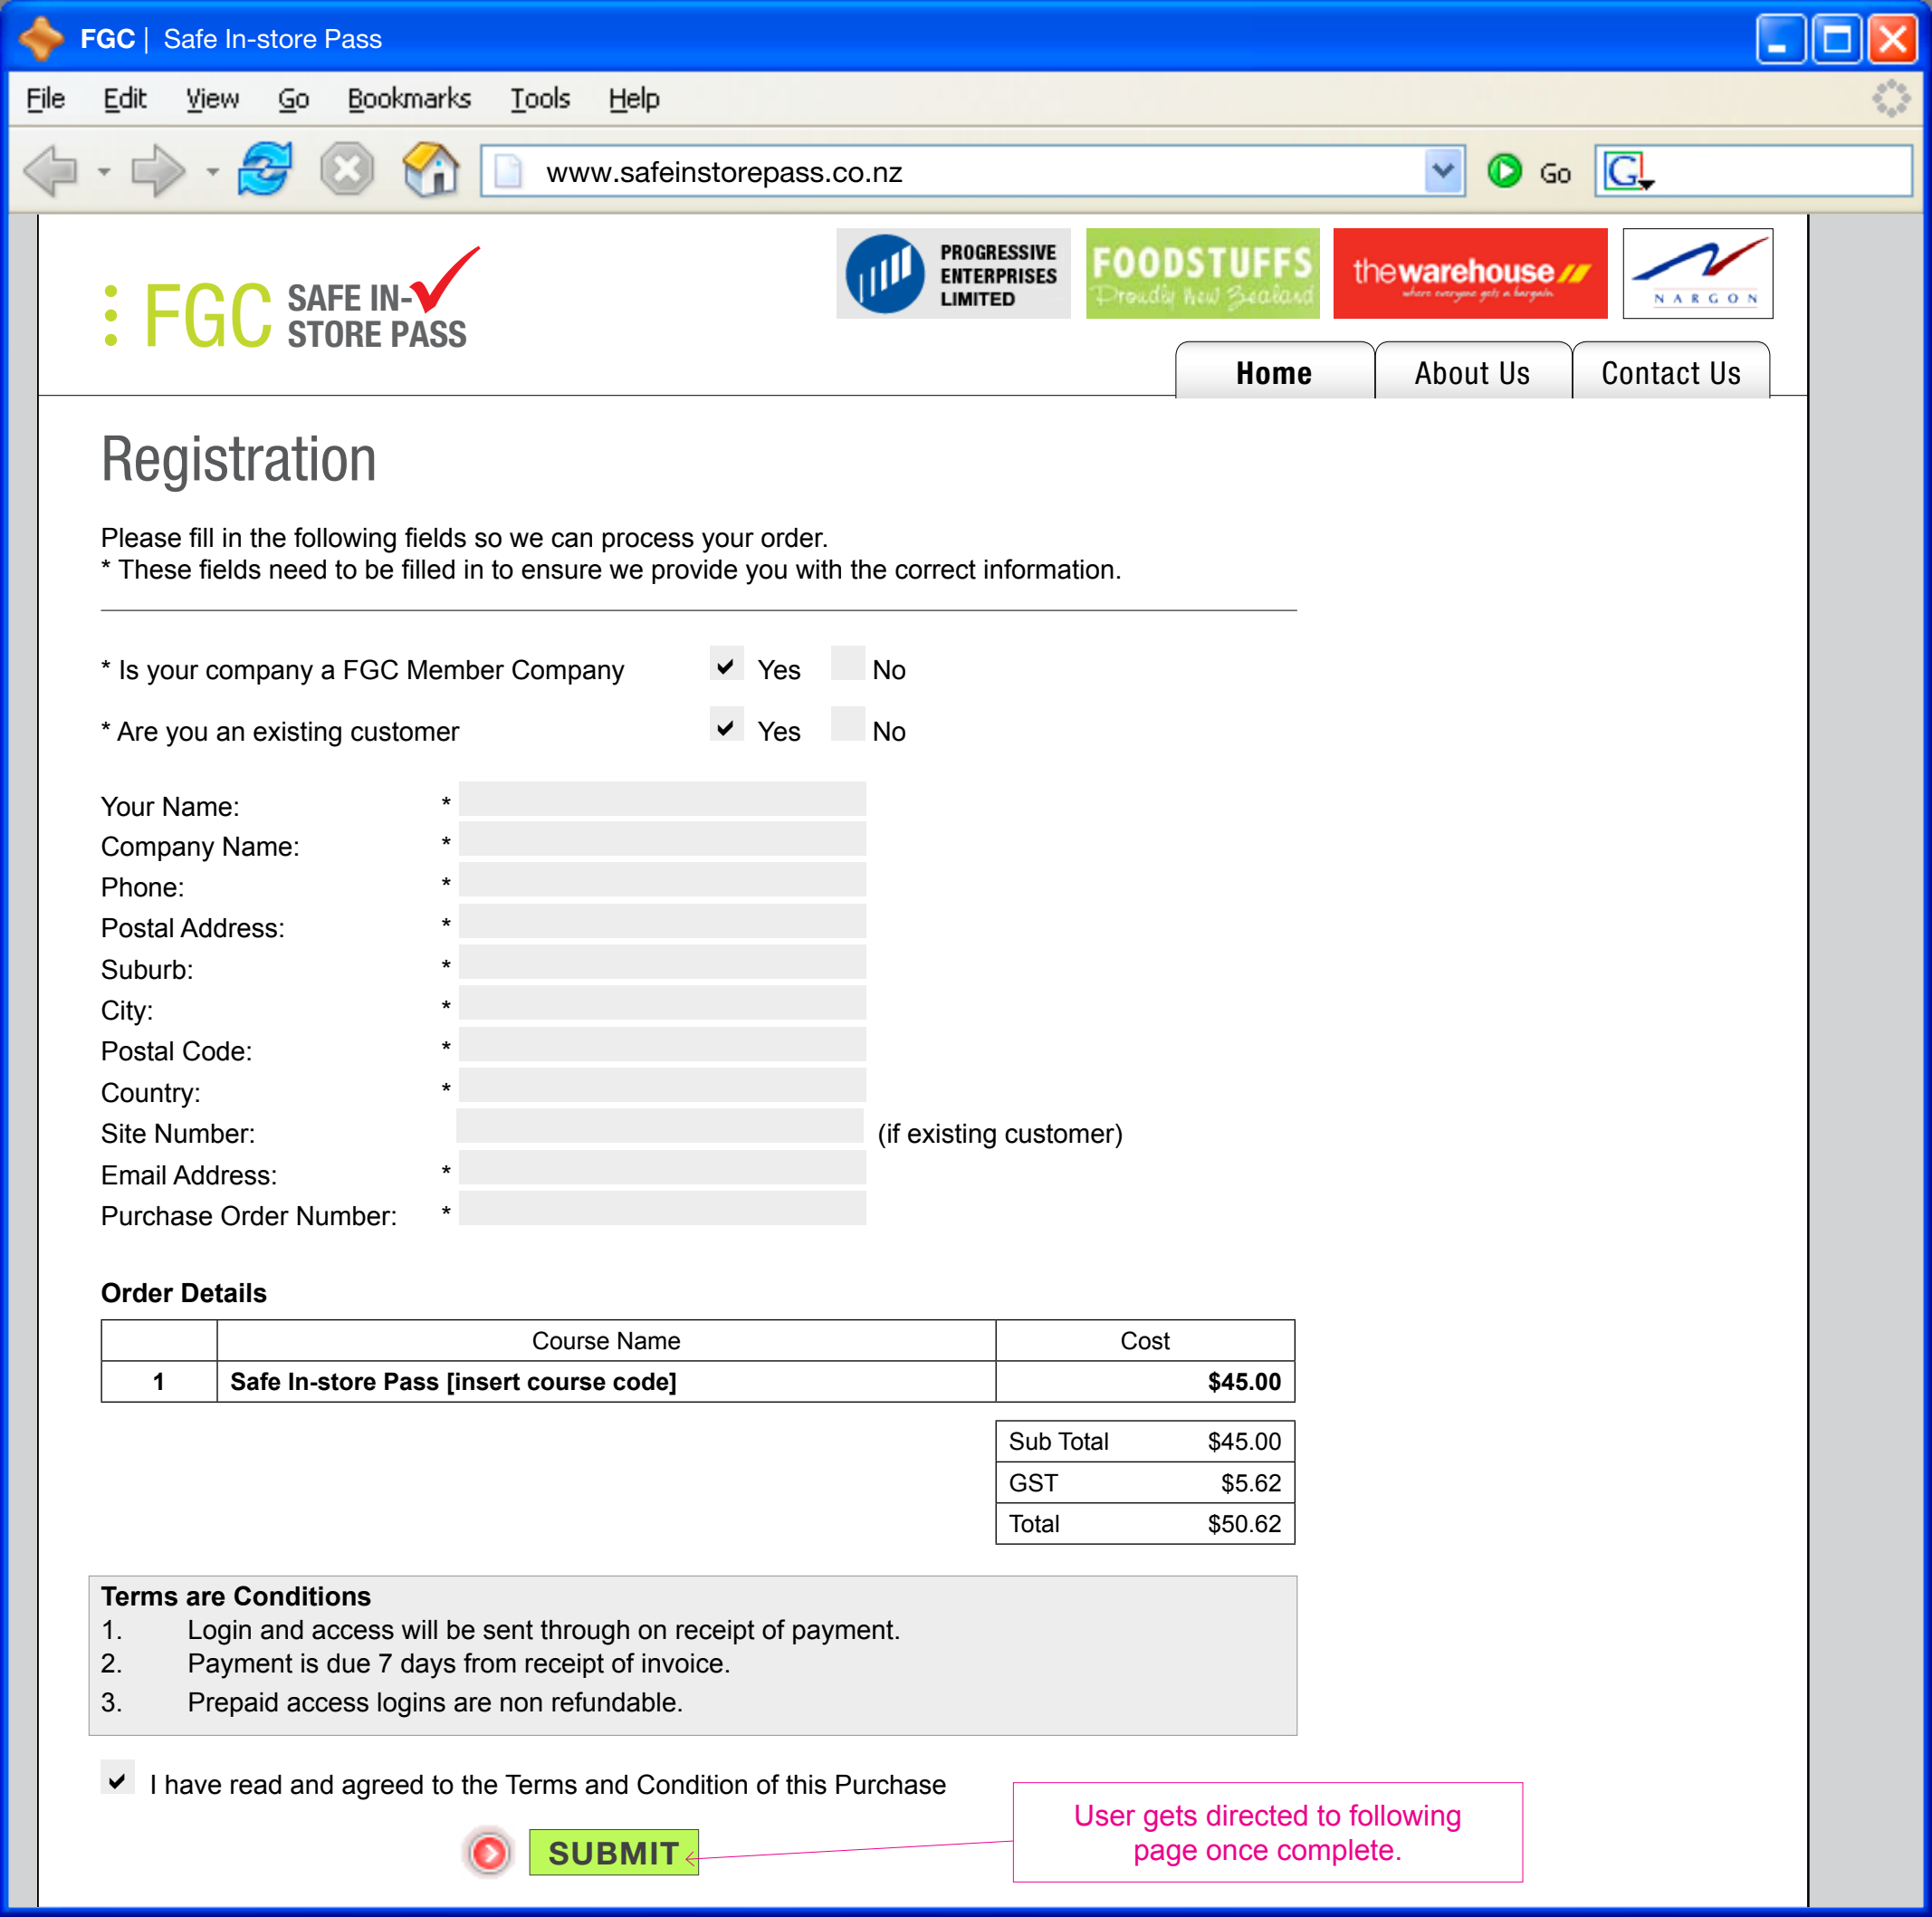 FGC | Safe In-store Pass
File Edit View Go Bookmarks Tools Help
www.safeinstorepass.co.nz Go G
FGC SAFE IN-
STORE PASS
PROGRESSIVE
ENTERPRISES
LIMITED
FOODSTUFFS
Proudly New Zealand
the warehouse
where everyone gets a bargain
NARGON
Home About Us Contact Us
Registration
Please fill in the following fields so we can process your order.
* These fields need to be filled in to ensure we provide you with the correct information.
* Is your company a FGC Member Company Yes No
* Are you an existing customer Yes No
Your Name: *
Company Name: *
Phone: *
Postal Address: *
Suburb: *
City: *
Postal Code: *
Country: *
Site Number: (if existing customer)
Email Address: *
Purchase Order Number: *
Order Details
Course Name Cost
1 Safe In-store Pass [insert course code] $45.00
Sub Total $45.00
GST $5.62
Total $50.62
Terms are Conditions
1. Login and access will be sent through on receipt of payment.
2. Payment is due 7 days from receipt of invoice.
3. Prepaid access logins are non refundable.
I have read and agreed to the Terms and Condition of this Purchase
SUBMIT
User gets directed to following
page once complete.